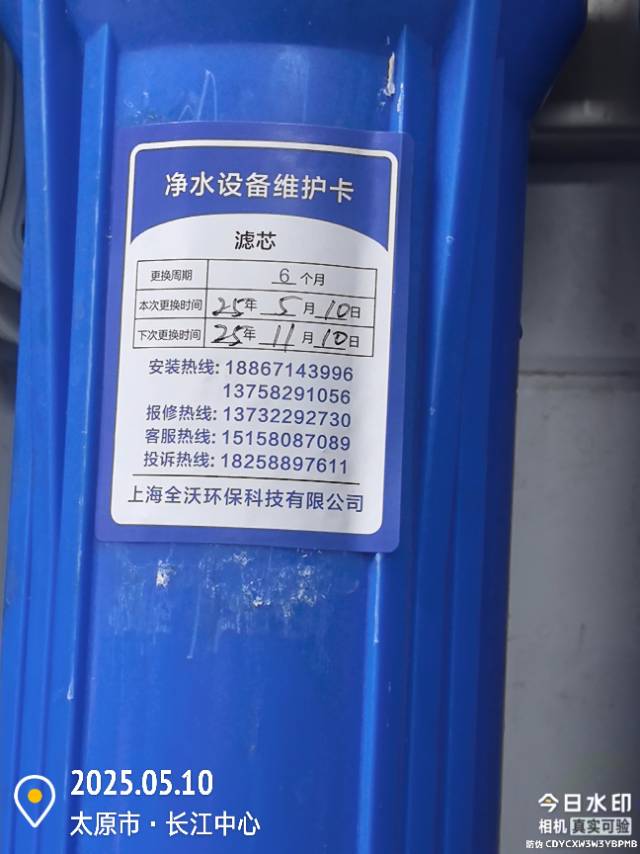 净水设备维护卡
滤芯
更换周期 6 个月
本次更换时间 25年 5月 10日
下次更换时间 25年 11月 10日
安装热线: 18867143996
13758291056
报修热线: 13732292730
客服热线: 15158087089
投诉热线: 18258897611
上海全沃环保科技有限公司
2025.05.10
太原市·长江中心
今日水印
相机 真实可验
防伪 CDYCXW3W3YBPMB